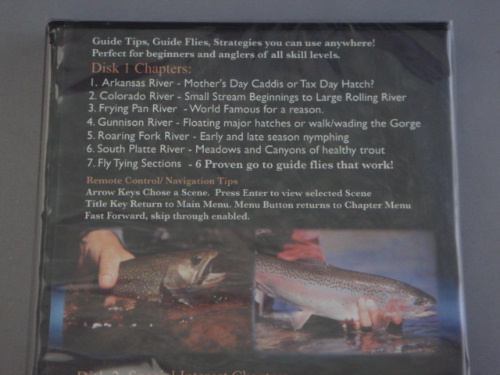 Guide Tips, Guide Flies, Strategies you can use anywhere!
Perfect for beginners and anglers of all skill levels.
Disk 1 Chapters:
1. Arkansas River - Mother's Day Caddis or Tax Day Hatch?
2. Colorado River - Small Stream Beginnings to Large Rolling River
3. Frying Pan River - World Famous for a reason.
4. Gunnison River - Floating major hatches or walk/wading the Gorge
5. Roaring Fork River - Early and late season nymphing
6. South Platte River - Meadows and Canyons of healthy trout
7. Fly Tying Sections - 6 Proven go to guide flies that work!
Remote Control/ Navigation Tips
Arrow Keys Chose a Scene. Press Enter to view selected Scene
Title Key Return to Main Menu. Menu Button returns to Chapter Menu
Fast Forward, skip through enabled.